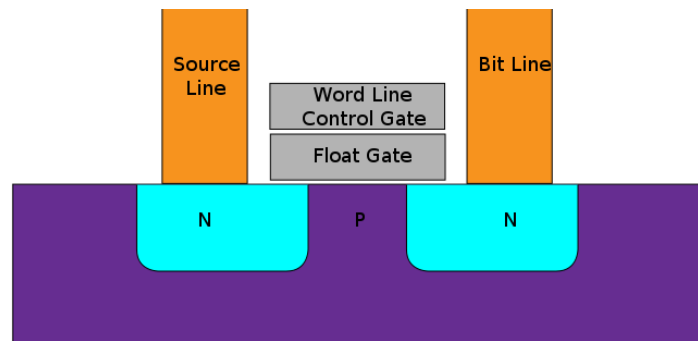 Source
Line
Word Line
Control Gate
Float Gate
Bit Line
N
P
N